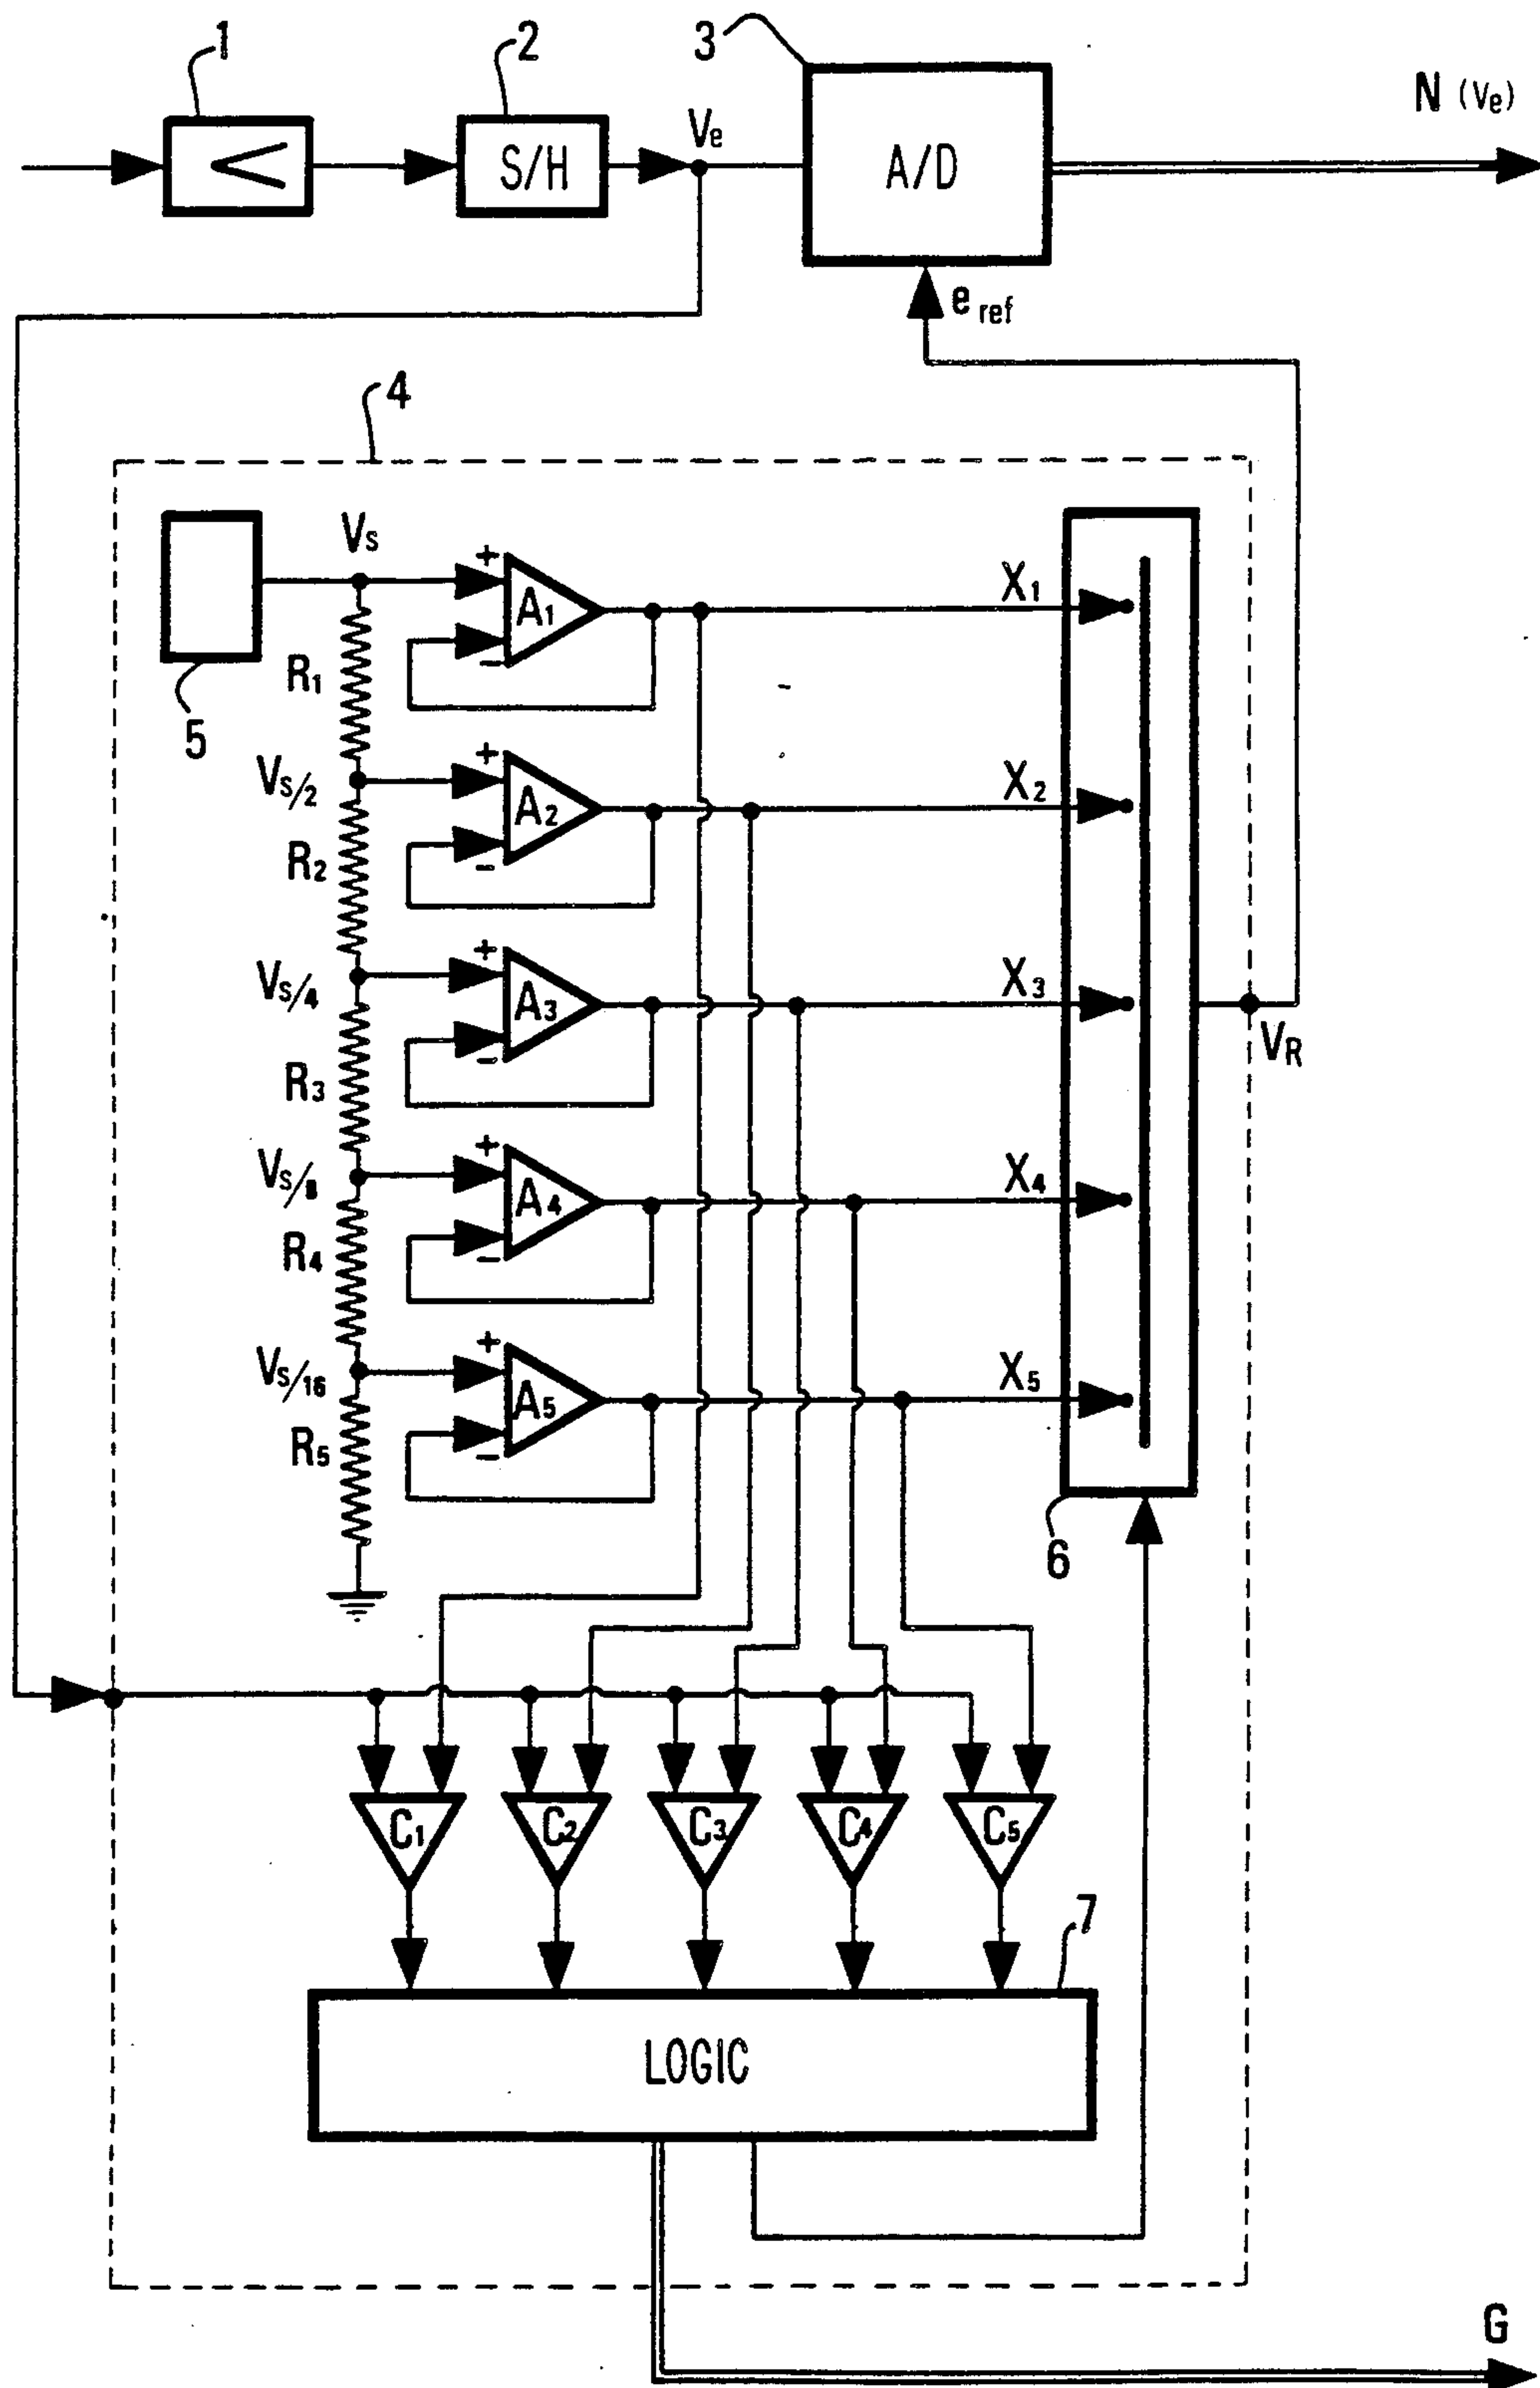 1
2
3
<
S/H
Ve
A/D
N (Ve)
e ref
4
Vs
+
A1
−
X1
R1
5
Vs/2
+
A2
−
X2
R2
Vs/4
+
A3
−
X3
VR
R3
Vs/8
+
A4
−
X4
R4
Vs/16
+
A5
−
X5
R5
6
C1
C2
C3
C4
C5
7
LOGIC
G